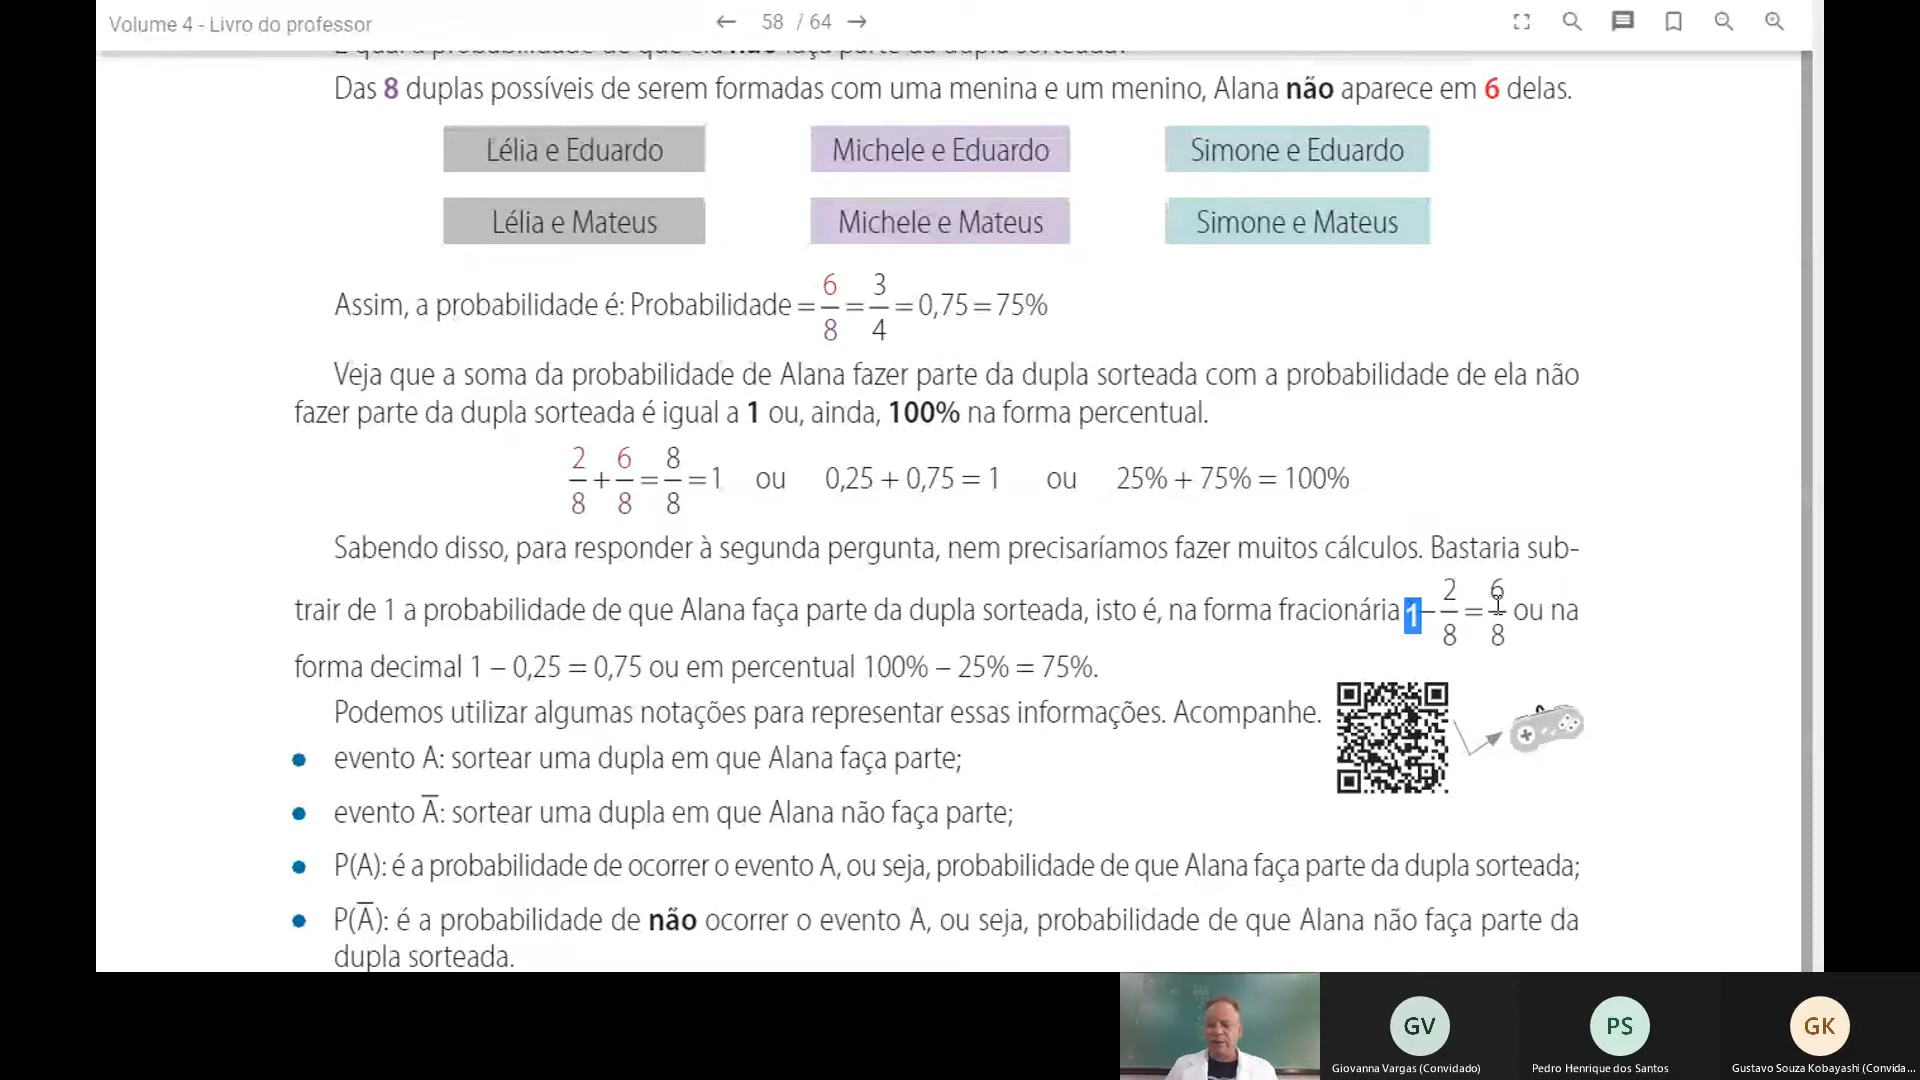 Volume 4 - Livro do professor
58 / 64
E qual a probabilidade de que ela não faça parte da dupla sorteada?
Das 8 duplas possíveis de serem formadas com uma menina e um menino, Alana não aparece em 6 delas.
Lélia e Eduardo
Michele e Eduardo
Simone e Eduardo
Lélia e Mateus
Michele e Mateus
Simone e Mateus
Assim, a probabilidade é: Probabilidade = 6/8 = 3/4 = 0,75 = 75%
Veja que a soma da probabilidade de Alana fazer parte da dupla sorteada com a probabilidade de ela não
fazer parte da dupla sorteada é igual a 1 ou, ainda, 100% na forma percentual.
2/8 + 6/8 = 8/8 = 1 ou 0,25 + 0,75 = 1 ou 25% + 75% = 100%
Sabendo disso, para responder à segunda pergunta, nem precisaríamos fazer muitos cálculos. Bastaria sub-
trair de 1 a probabilidade de que Alana faça parte da dupla sorteada, isto é, na forma fracionária 1 – 2/8 = 6/8 ou na
forma decimal 1 – 0,25 = 0,75 ou em percentual 100% – 25% = 75%.
Podemos utilizar algumas notações para representar essas informações. Acompanhe.
• evento A: sortear uma dupla em que Alana faça parte;
• evento A̅: sortear uma dupla em que Alana não faça parte;
• P(A): é a probabilidade de ocorrer o evento A, ou seja, probabilidade de que Alana faça parte da dupla sorteada;
• P(A̅): é a probabilidade de não ocorrer o evento A, ou seja, probabilidade de que Alana não faça parte da
dupla sorteada.
GV
PS
GK
Giovanna Vargas (Convidado)
Pedro Henrique dos Santos
Gustavo Souza Kobayashi (Convida...